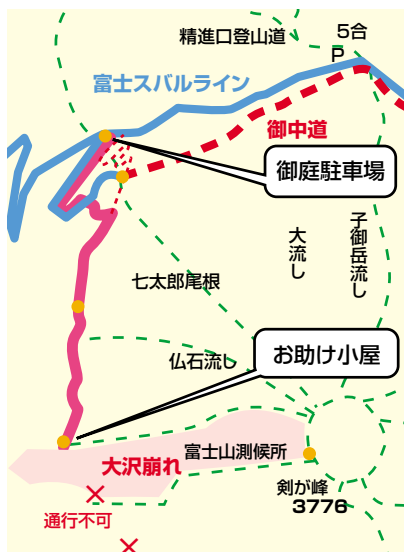 精進口登山道
5合
P
富士スバルライン
御中道
御庭駐車場
大流し
子御岳流し
七太郎尾根
仏石流し
お助け小屋
富士山測候所
大沢崩れ
剣が峰
3776
通行不可